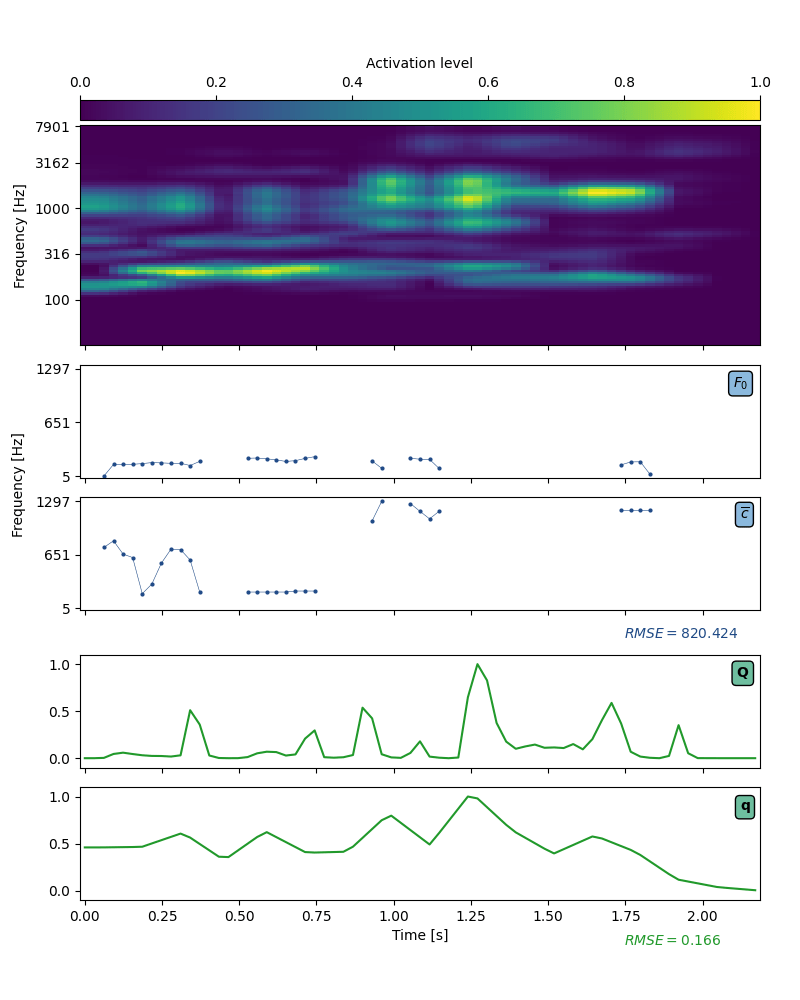 Activation level
0.0 0.2 0.4 0.6 0.8 1.0
7901
3162
1000
316
100
Frequency [Hz]
1297
651
5
F0
Frequency [Hz]
1297
651
5
c̅
RMSE = 820.424
1.0
0.5
0.0
Q
1.0
0.5
0.0
q
0.00 0.25 0.50 0.75 1.00 1.25 1.50 1.75 2.00
Time [s]
RMSE = 0.166